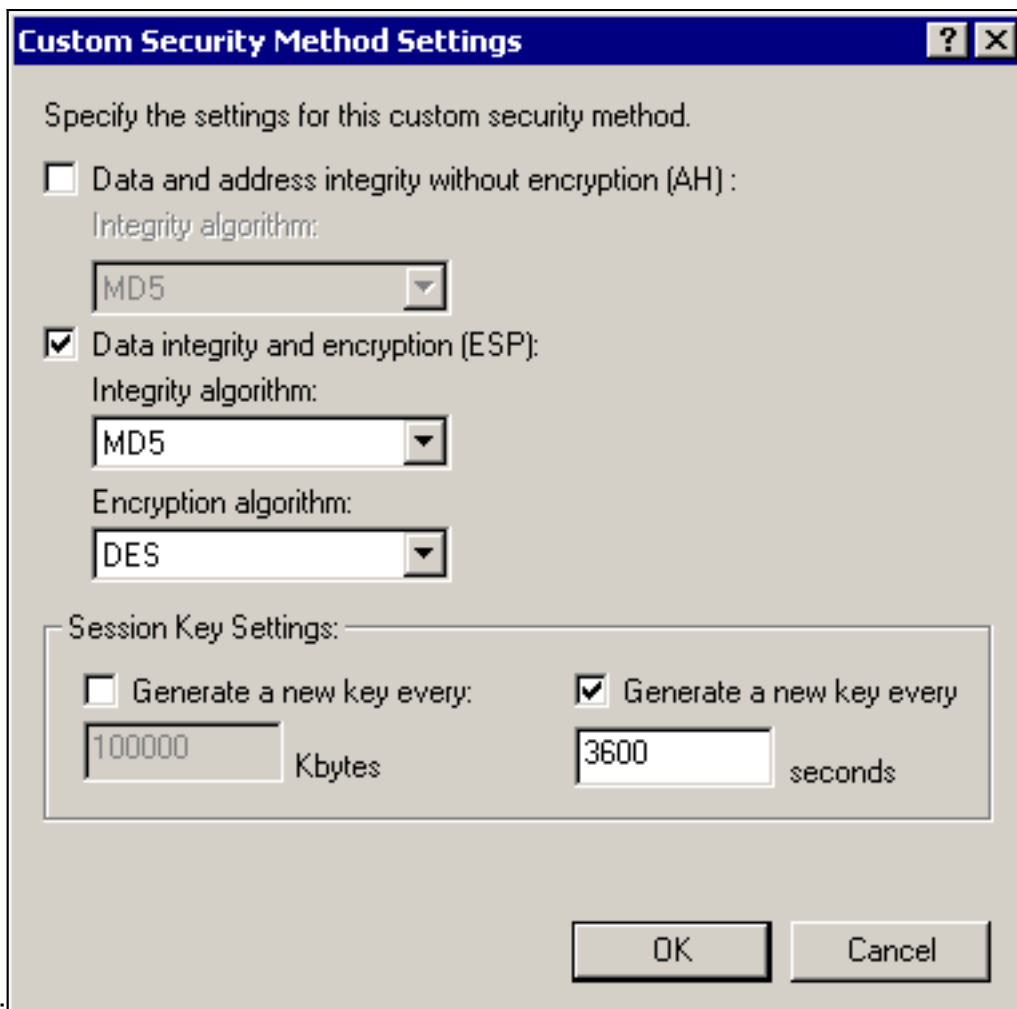 Custom Security Method Settings
Specify the settings for this custom security method.
Data and address integrity without encryption (AH) :
Integrity algorithm:
MD5
Data integrity and encryption (ESP):
Integrity algorithm:
MD5
Encryption algorithm:
DES
Session Key Settings:
Generate a new key every: Generate a new key every
100000 Kbytes 3600 seconds
OK Cancel